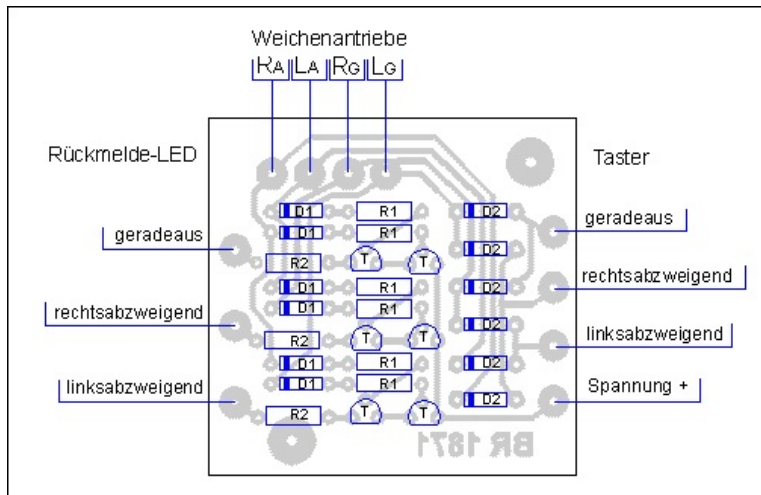 Weichenantriebe
RA LA RG LG
Rückmelde-LED
Taster
D1 R1 D2
D1 R1
geradeaus
geradeaus
D2
R2 T T
rechtsabzweigend
D1 R1 D2
D1 R1
rechtsabzweigend
linksabzweigend
D2
R2 T T
D1 R1 D2
linksabzweigend
D1 R1
Spannung +
D2
R2 T T
BR 1871